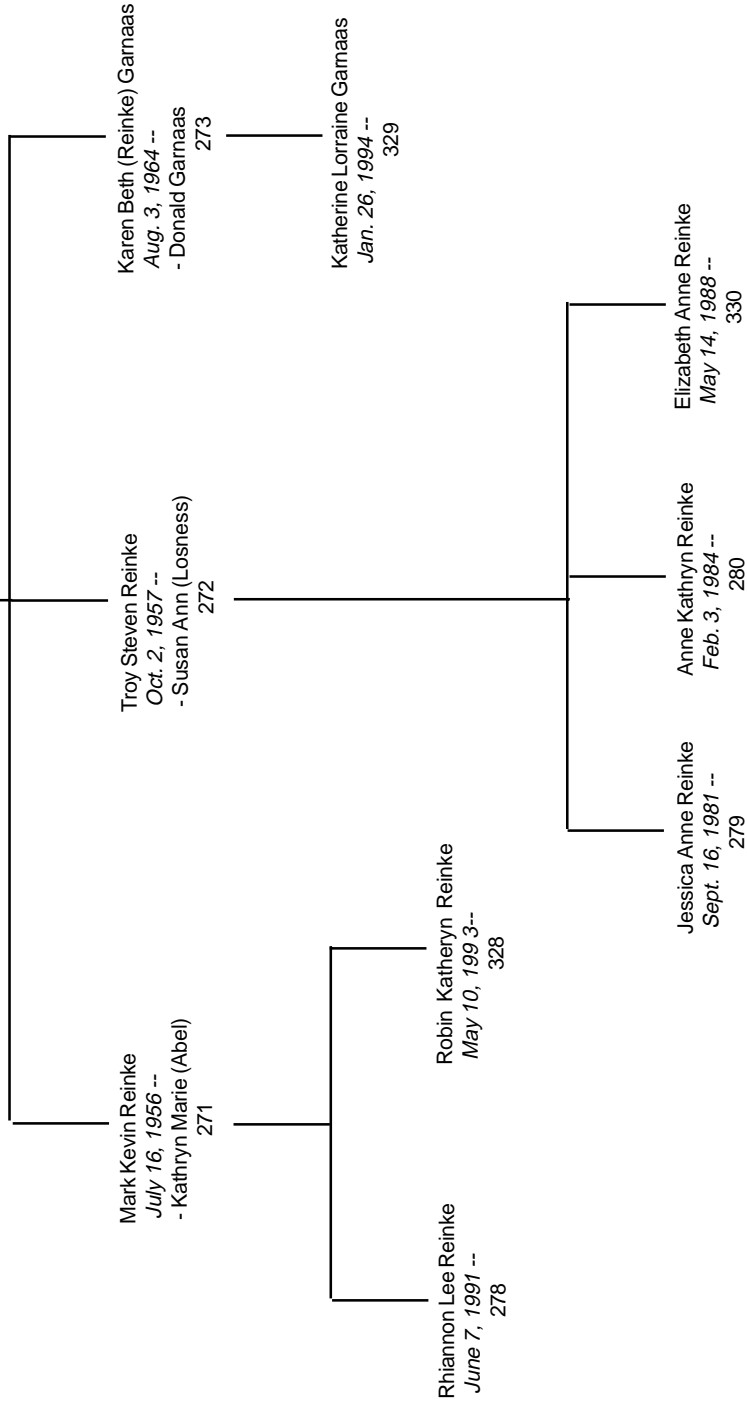 Mark Kevin Reinke
July 16, 1956 --
- Kathryn Marie (Abel)
271
Troy Steven Reinke
Oct. 2, 1957 --
- Susan Ann (Losness)
272
Karen Beth (Reinke) Garnaas
Aug. 3, 1964 --
- Donald Garnaas
273
Rhiannon Lee Reinke
June 7, 1991 --
278
Robin Katheryn Reinke
May 10, 199 3--
328
Katherine Lorraine Garnaas
Jan. 26, 1994 --
329
Jessica Anne Reinke
Sept. 16, 1981 --
279
Anne Kathryn Reinke
Feb. 3, 1984 --
280
Elizabeth Anne Reinke
May 14, 1988 --
330